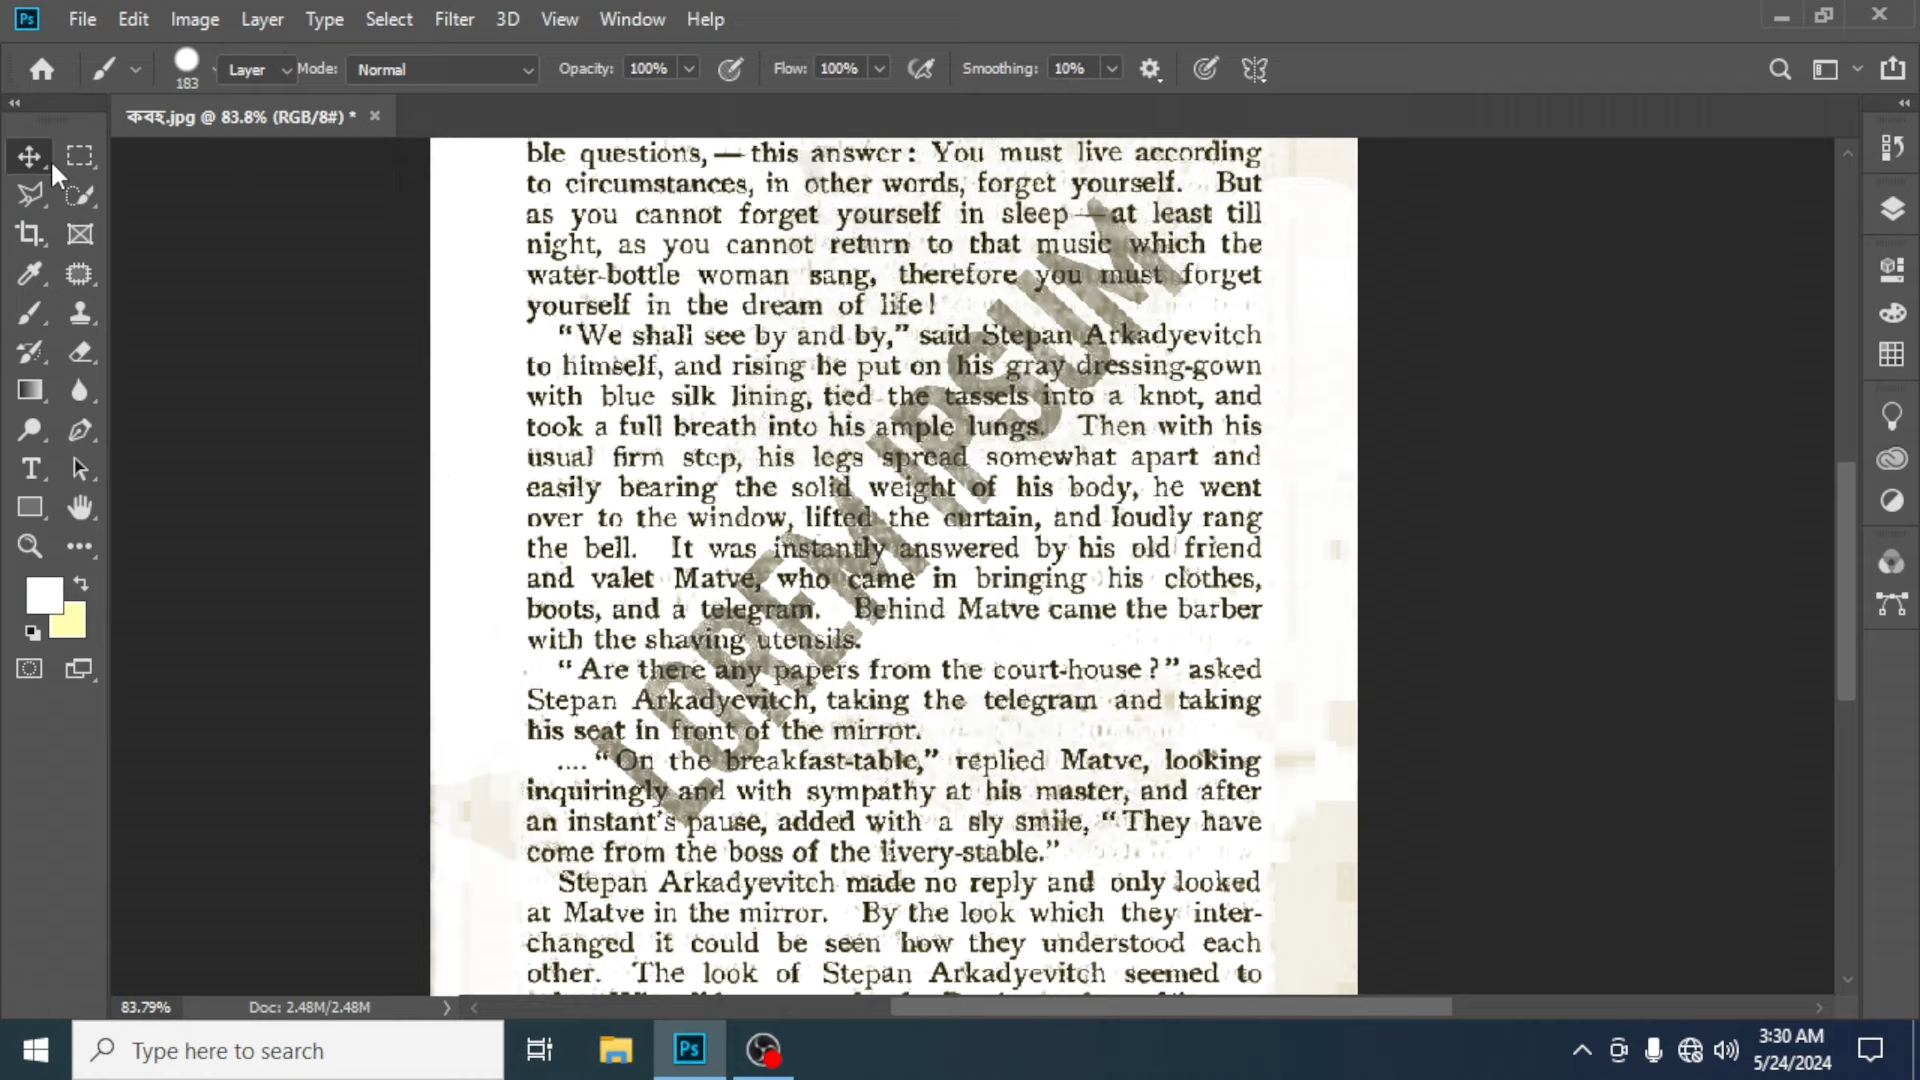 File Edit Image Layer Type Select Filter 3D View Window Help
183 Layer Mode: Normal Opacity: 100% Flow: 100% Smoothing: 10%
কবহ.jpg @ 83.8% (RGB/8#) *
ble questions, — this answer: You must live according
to circumstances, in other words, forget yourself. But
as you cannot forget yourself in sleep — at least till
night, as you cannot return to that music which the
water-bottle woman sang, therefore you must forget
yourself in the dream of life!
"We shall see by and by," said Stepan Arkadyevitch
to himself, and rising he put on his gray dressing-gown
with blue silk lining, tied the tassels into a knot, and
took a full breath into his ample lungs. Then with his
usual firm step, his legs spread somewhat apart and
easily bearing the solid weight of his body, he went
over to the window, lifted the curtain, and loudly rang
the bell. It was instantly answered by his old friend
and valet Matve, who came in bringing his clothes,
boots, and a telegram. Behind Matve came the barber
with the shaving utensils.
"Are there any papers from the court-house?" asked
Stepan Arkadyevitch, taking the telegram and taking
his seat in front of the mirror.
.... "On the breakfast-table," replied Matve, looking
inquiringly and with sympathy at his master, and after
an instant's pause, added with a sly smile, "They have
come from the boss of the livery-stable."
Stepan Arkadyevitch made no reply and only looked
at Matve in the mirror. By the look which they inter-
changed it could be seen how they understood each
other. The look of Stepan Arkadyevitch seemed to
LOREM IPSUM
83.79% Doc: 2.48M/2.48M
Type here to search
3:30 AM
5/24/2024